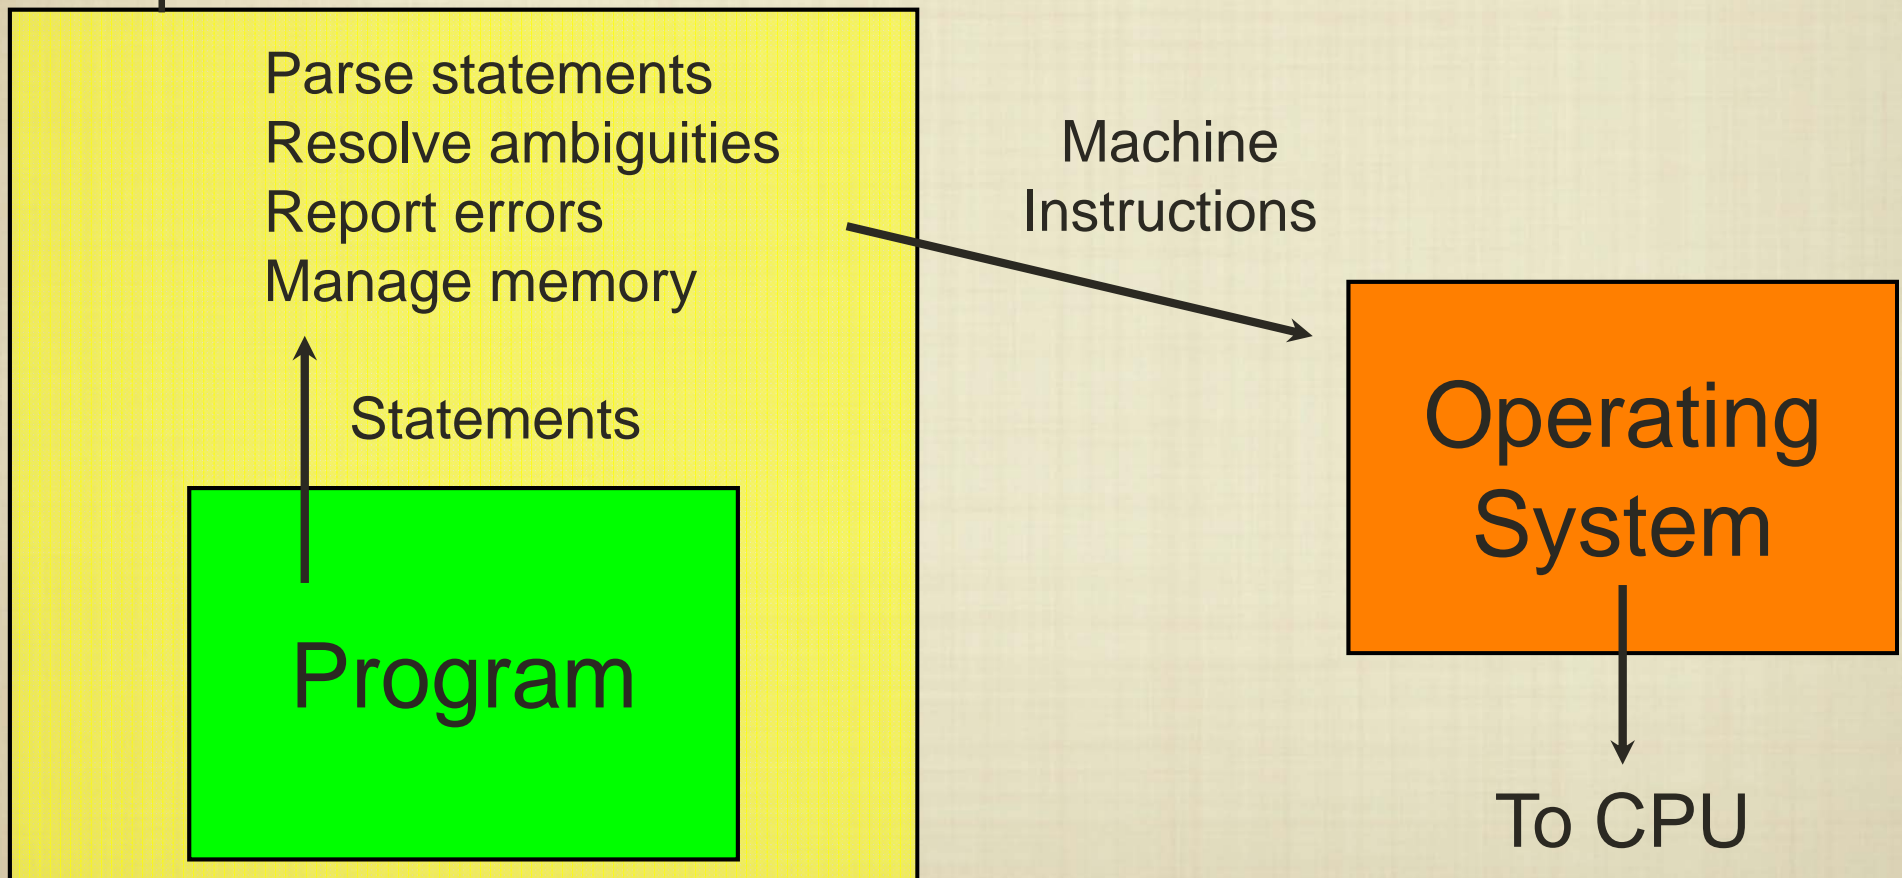 Parse statements
Resolve ambiguities
Report errors
Manage memory
Machine
Instructions
Statements
Program
Operating
System
To CPU